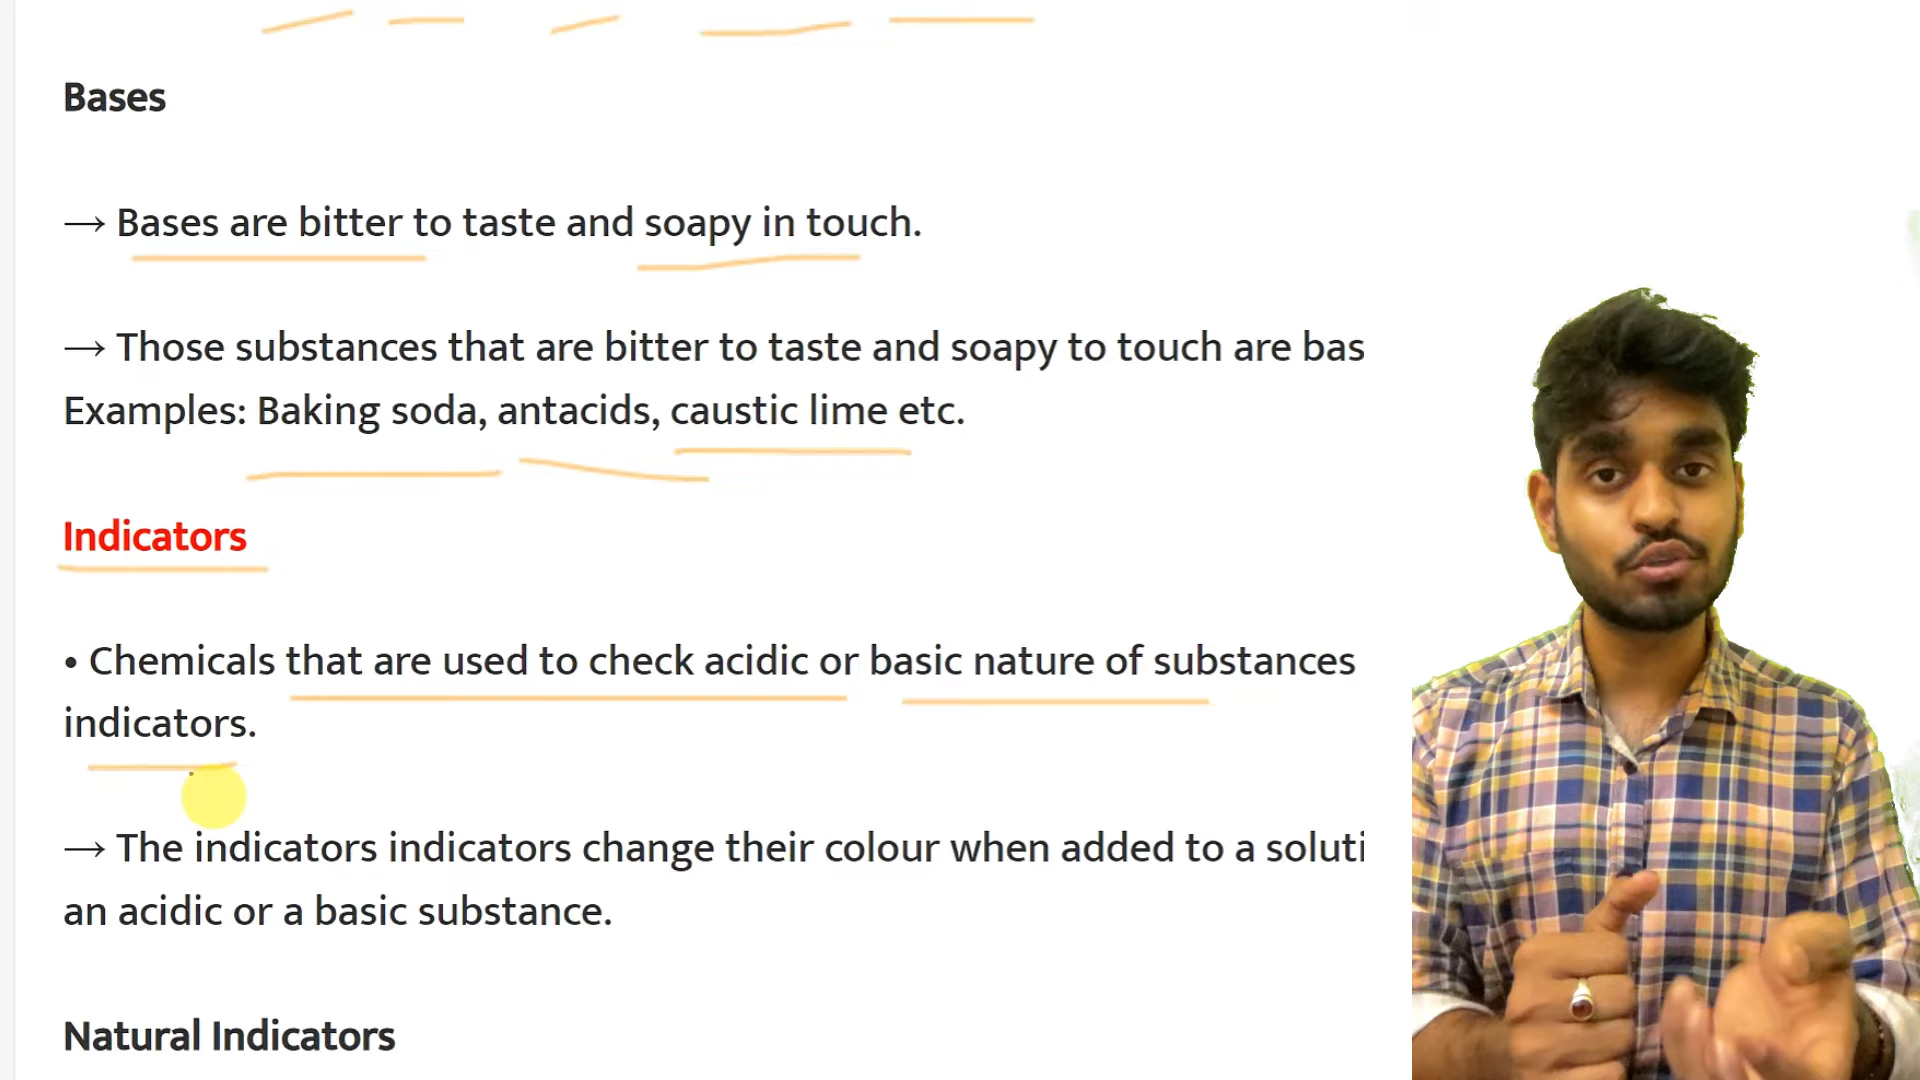 Bases
→ Bases are bitter to taste and soapy in touch.
→ Those substances that are bitter to taste and soapy to touch are bas
Examples: Baking soda, antacids, caustic lime etc.
Indicators
• Chemicals that are used to check acidic or basic nature of substances
indicators.
→ The indicators indicators change their colour when added to a soluti
an acidic or a basic substance.
Natural Indicators